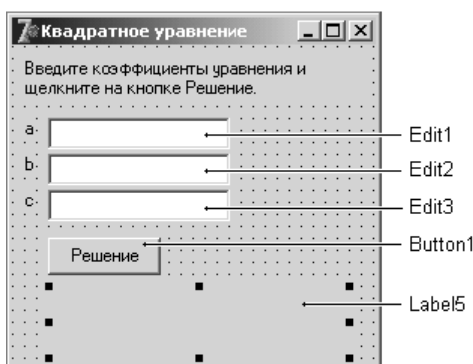 Квадратное уравнение
Введите коэффициенты уравнения и
щелкните на кнопке Решение.
a
Edit1
b
Edit2
c
Edit3
Решение
Button1
Label5